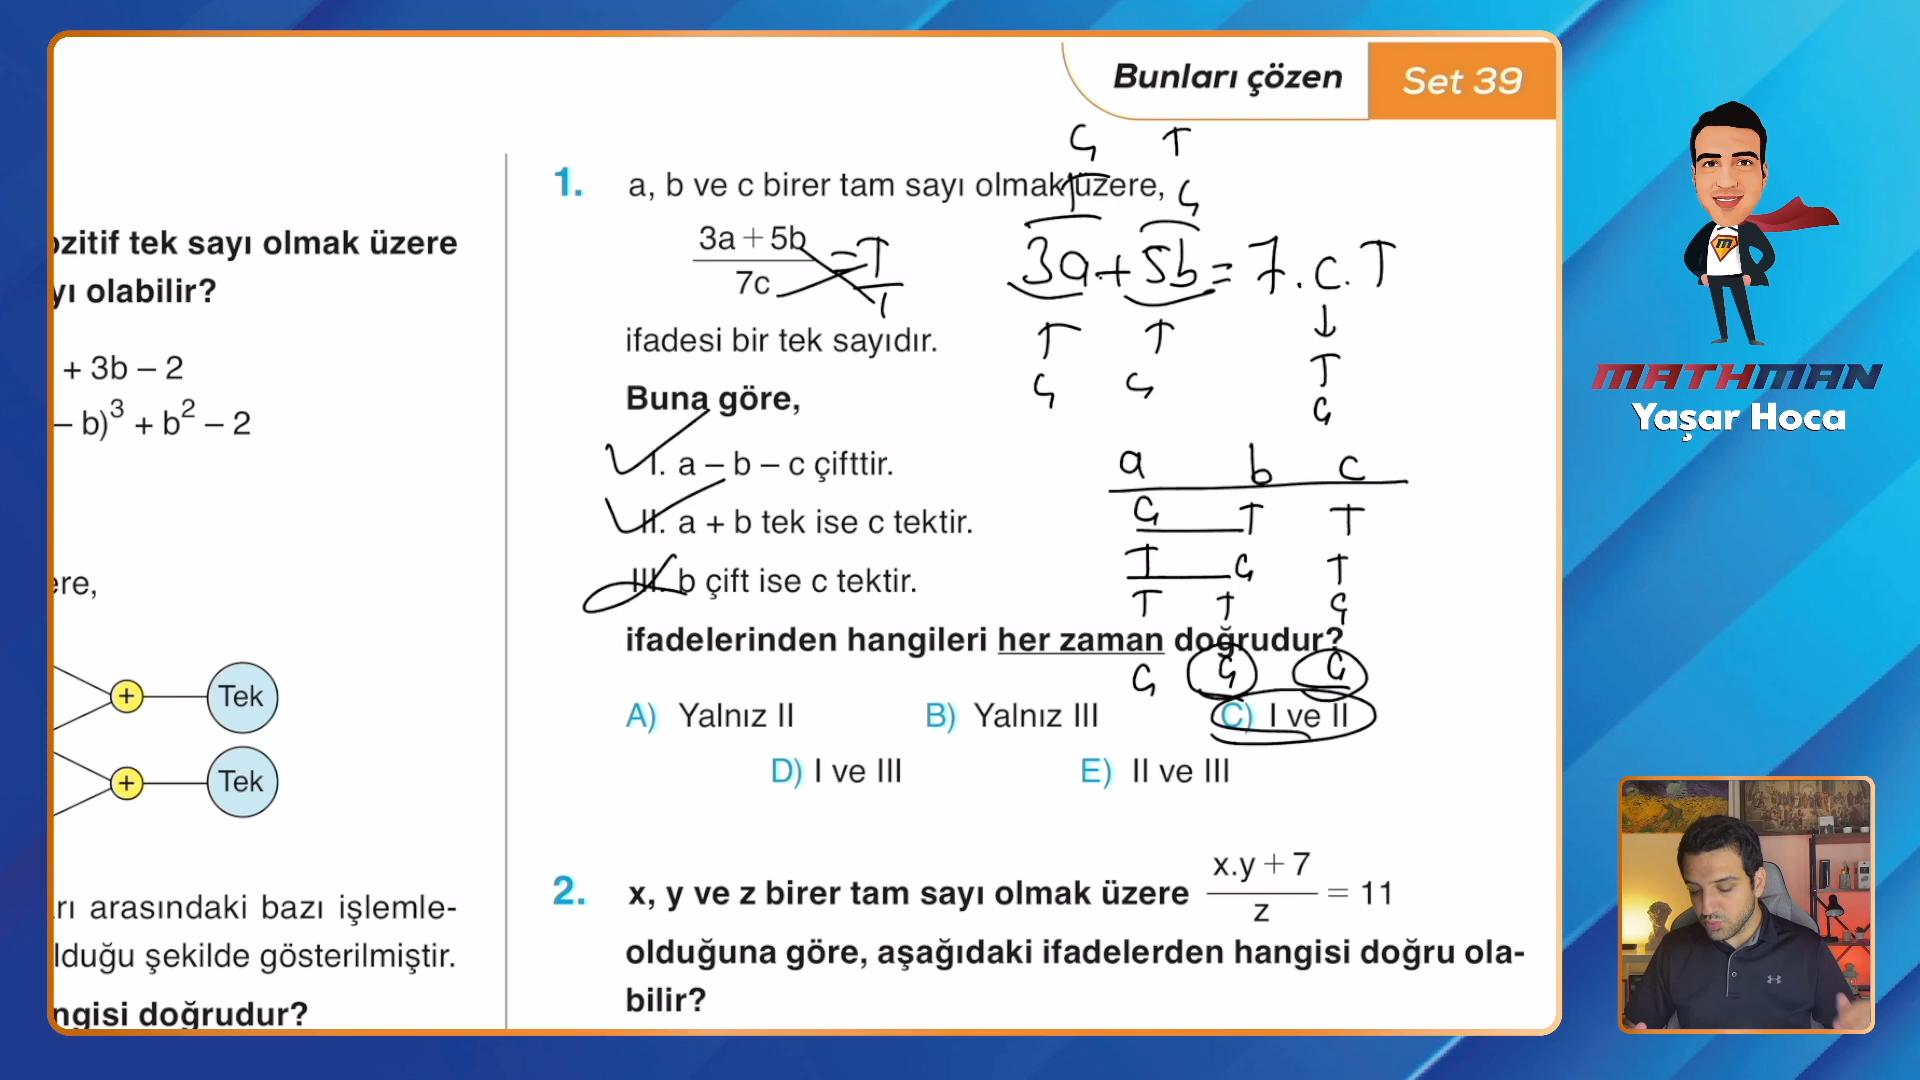 Bunları çözen
Set 39
ozitif tek sayı olmak üzere
yı olabilir?
+ 3b – 2
– b)³ + b² – 2
ere,
+ Tek
+ Tek
rı arasındaki bazı işlemle-
lduğu şekilde gösterilmiştir.
ngisi doğrudur?
Ç T
1. a, b ve c birer tam sayı olmak üzere,
T Ç
3a + 5b
7c
= T
1
3a + 5b = 7 . c . T
ifadesi bir tek sayıdır.
T T T
Ç Ç Ç
Buna göre,
I. a – b – c çifttir.
II. a + b tek ise c tektir.
III. b çift ise c tektir.
a b c
Ç T T
T Ç T
T T Ç
Ç Ç Ç
ifadelerinden hangileri her zaman doğrudur?
A) Yalnız II B) Yalnız III C) I ve II
D) I ve III E) II ve III
2. x, y ve z birer tam sayı olmak üzere x.y + 7 / z = 11
olduğuna göre, aşağıdaki ifadelerden hangisi doğru ola-
bilir?
M
MATHMAN
Yaşar Hoca